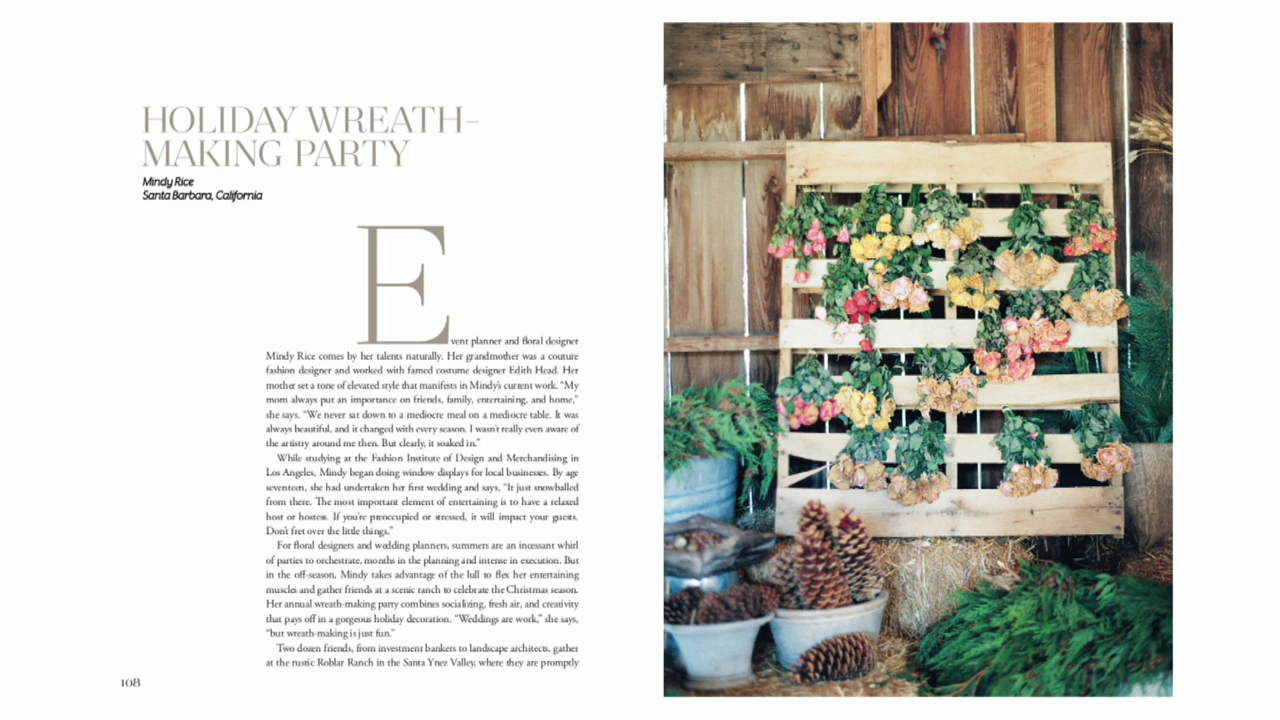 HOLIDAY WREATH-
MAKING PARTY
Mindy Rice
Santa Barbara, California
Event planner and floral designer
Mindy Rice comes by her talents naturally. Her grandmother was a couture
fashion designer and worked with famed costume designer Edith Head. Her
mother set a tone of elevated style that manifests in Mindy's current work. “My
mom always put an importance on friends, family, entertaining, and home,”
she says. “We never sat down to a mediocre meal on a mediocre table. It was
always beautiful, and it changed with every season. I wasn't really even aware of
the artistry around me then. But clearly, it soaked in.”
While studying at the Fashion Institute of Design and Merchandising in
Los Angeles, Mindy began doing window displays for local businesses. By age
seventeen, she had undertaken her first wedding and says, “It just snowballed
from there. The most important element of entertaining is to have a relaxed
host or hostess. If you're preoccupied or stressed, it will impact your guests.
Don't fret over the little things.”
For floral designers and wedding planners, summers are an incessant whirl
of parties to orchestrate, months in the planning and intense in execution. But
in the off-season, Mindy takes advantage of the lull to flex her entertaining
muscles and gather friends at a scenic ranch to celebrate the Christmas season.
Her annual wreath-making party combines socializing, fresh air, and creativity
that pays off in a gorgeous holiday decoration. “Weddings are work,” she says,
“but wreath-making is just fun.”
Two dozen friends, from investment bankers to landscape architects, gather
at the rustic Roblar Ranch in the Santa Ynez Valley, where they are promptly
108